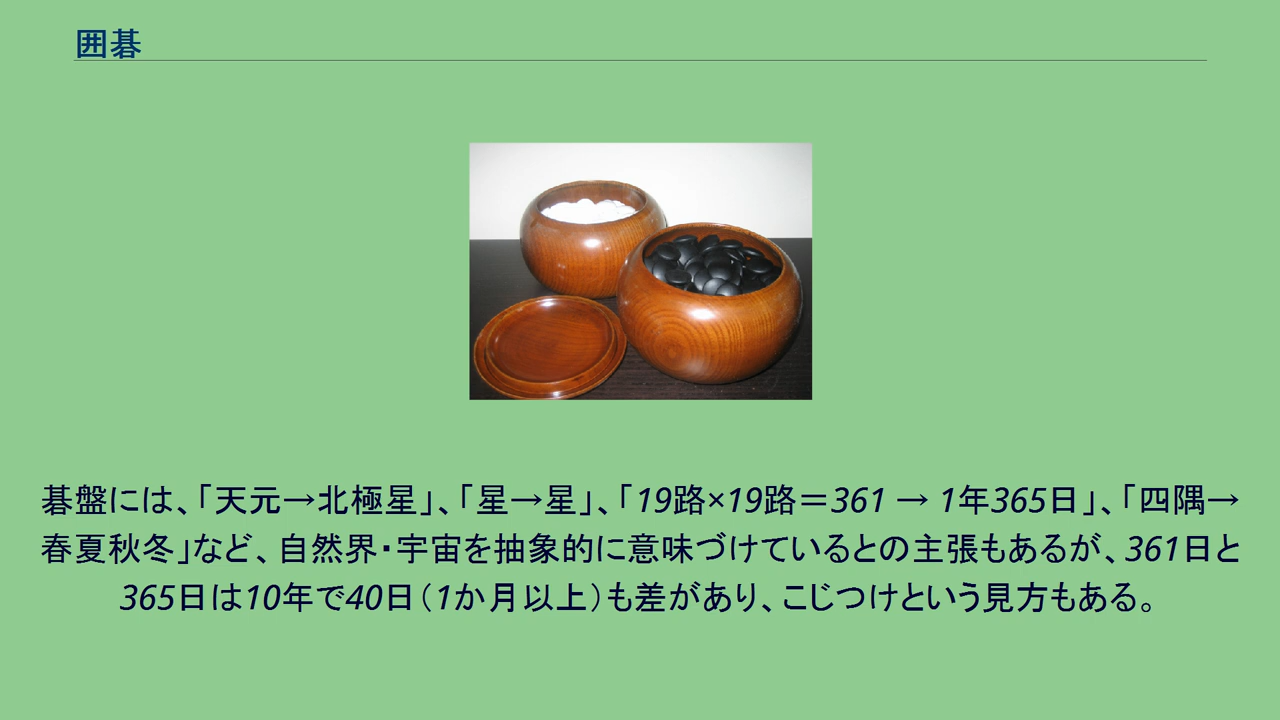 囲碁
碁盤には、「天元→北極星」、「星→星」、「19路×19路＝361 → 1年365日」、「四隅→
春夏秋冬」など、自然界・宇宙を抽象的に意味づけているとの主張もあるが、361日と
365日は10年で40日（1か月以上）も差があり、こじつけという見方もある。